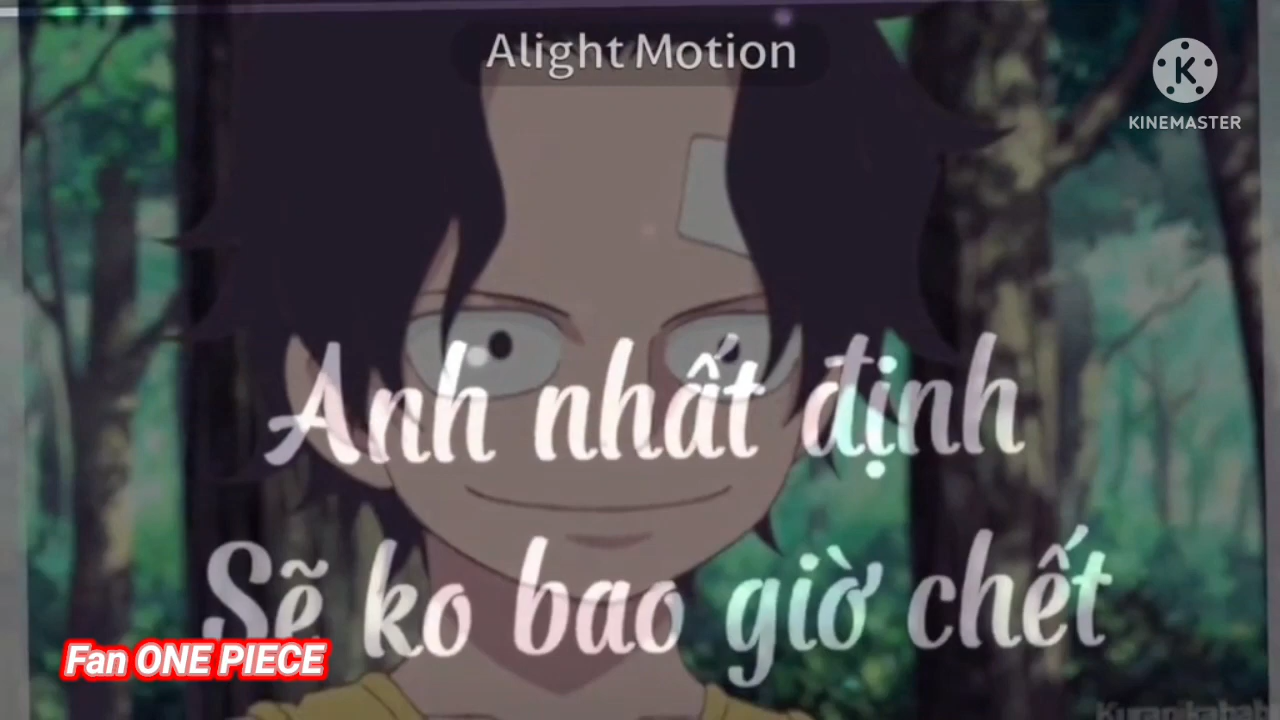 Alight Motion
KINEMASTER
Anh nhất định
Sẽ ko bao giờ chết
Fan ONE PIECE